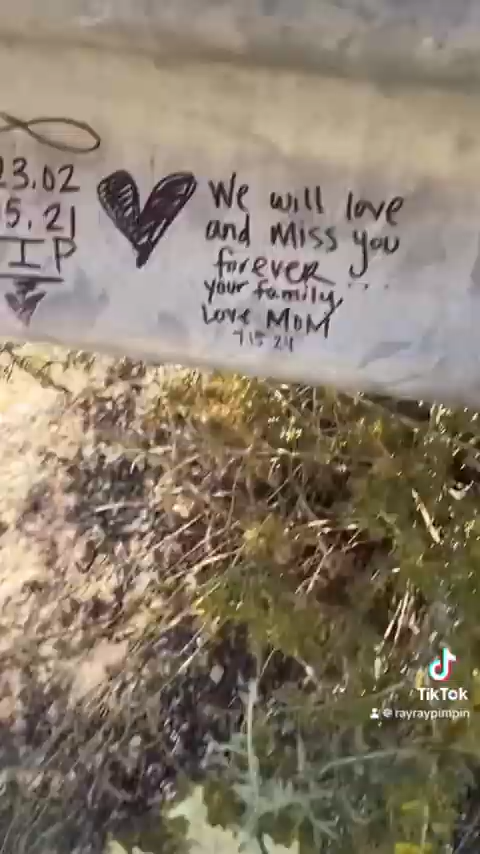 23.02
5.21
IP
We will love
and Miss you
forever...
your family,
Love MOM
7 15 24
TikTok
@rayraypimpin